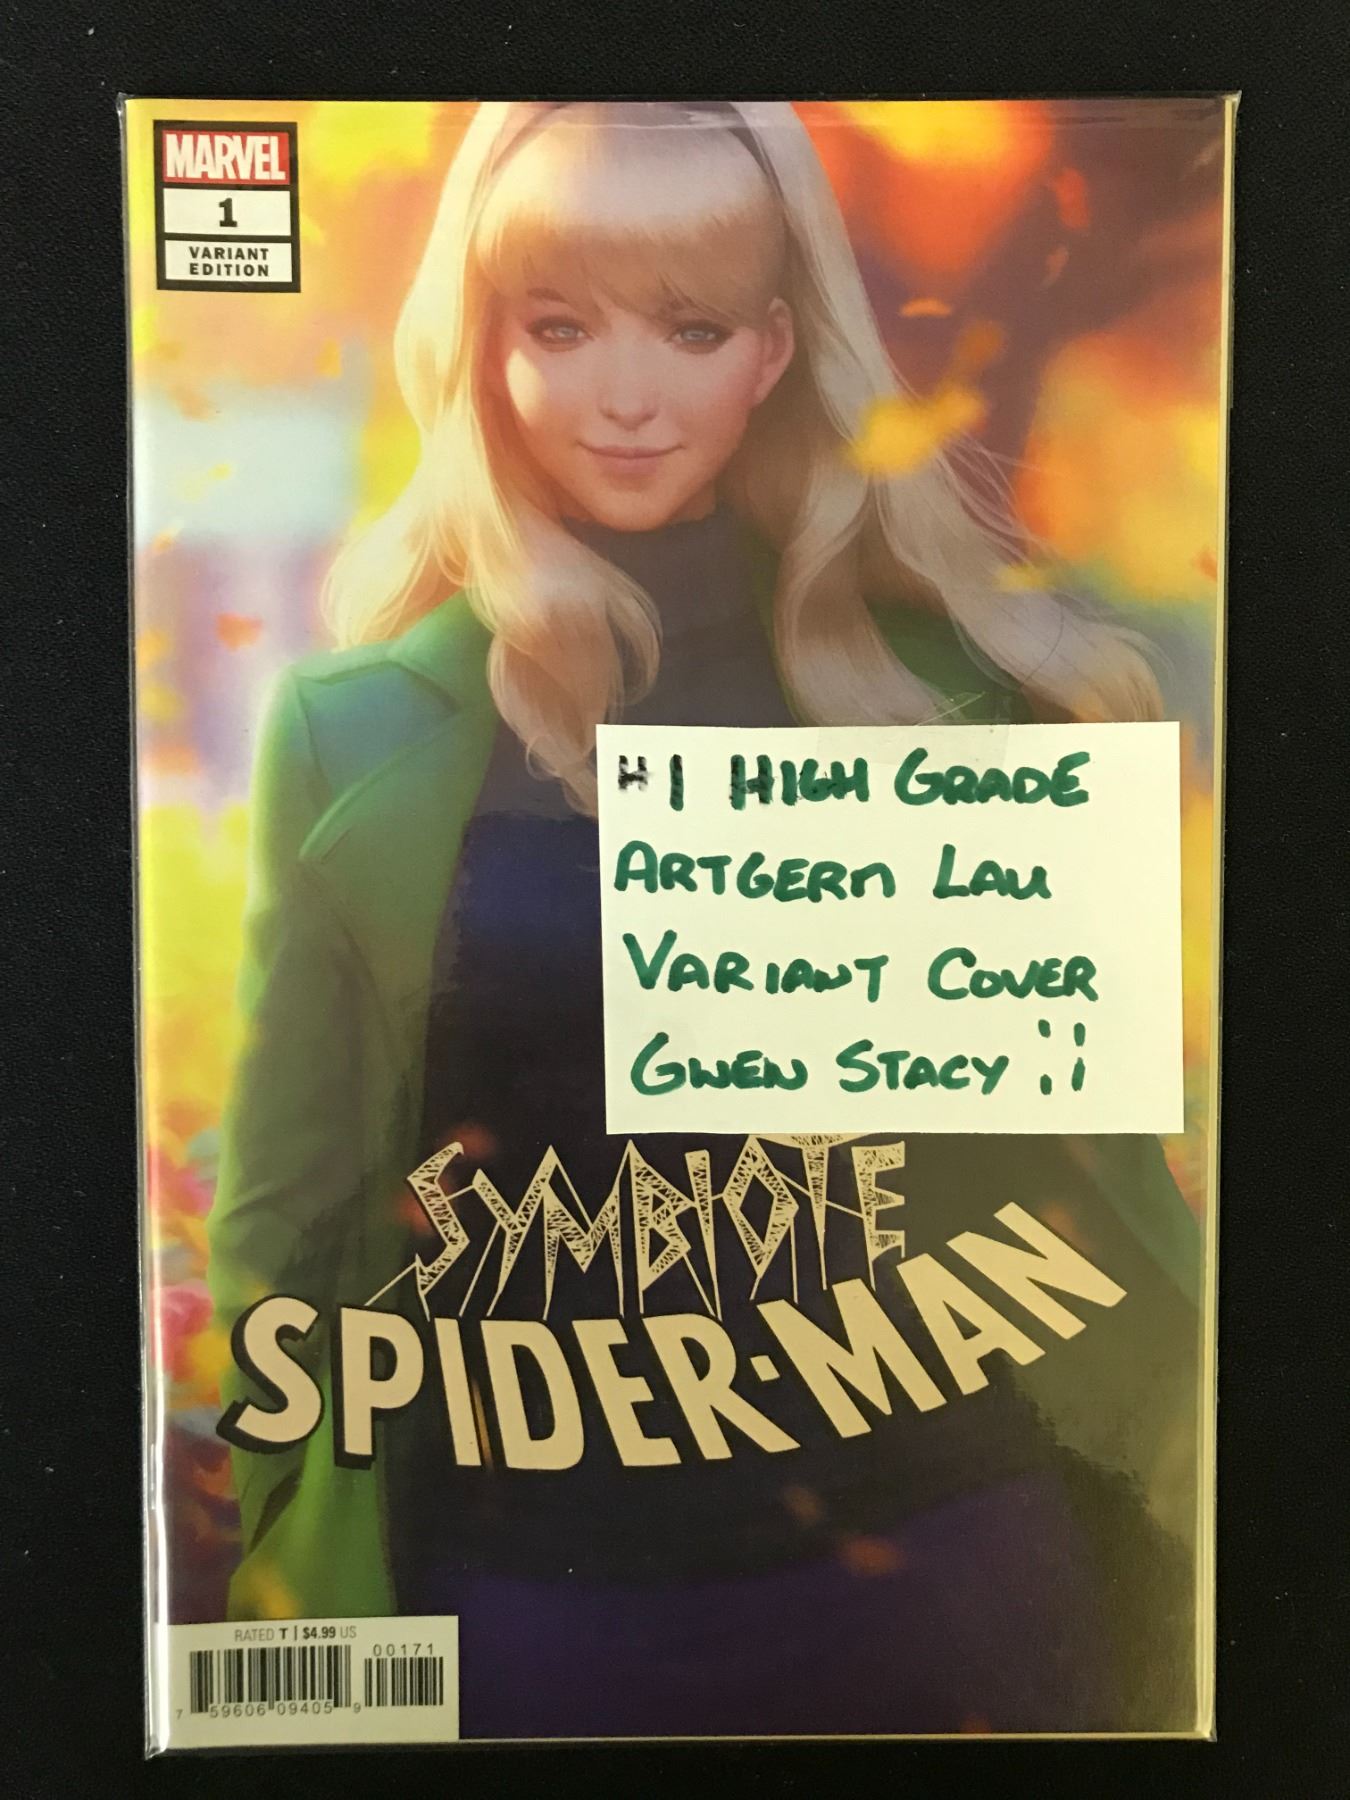 MARVEL
1
VARIANT
EDITION
#1 HIGH GRADE
ARTGERM LAU
VARIANT COVER
GWEN STACY !!
SYMBIOTE
SPIDER-MAN
RATED T | $4.99 US
00171
7 59606 09405 9